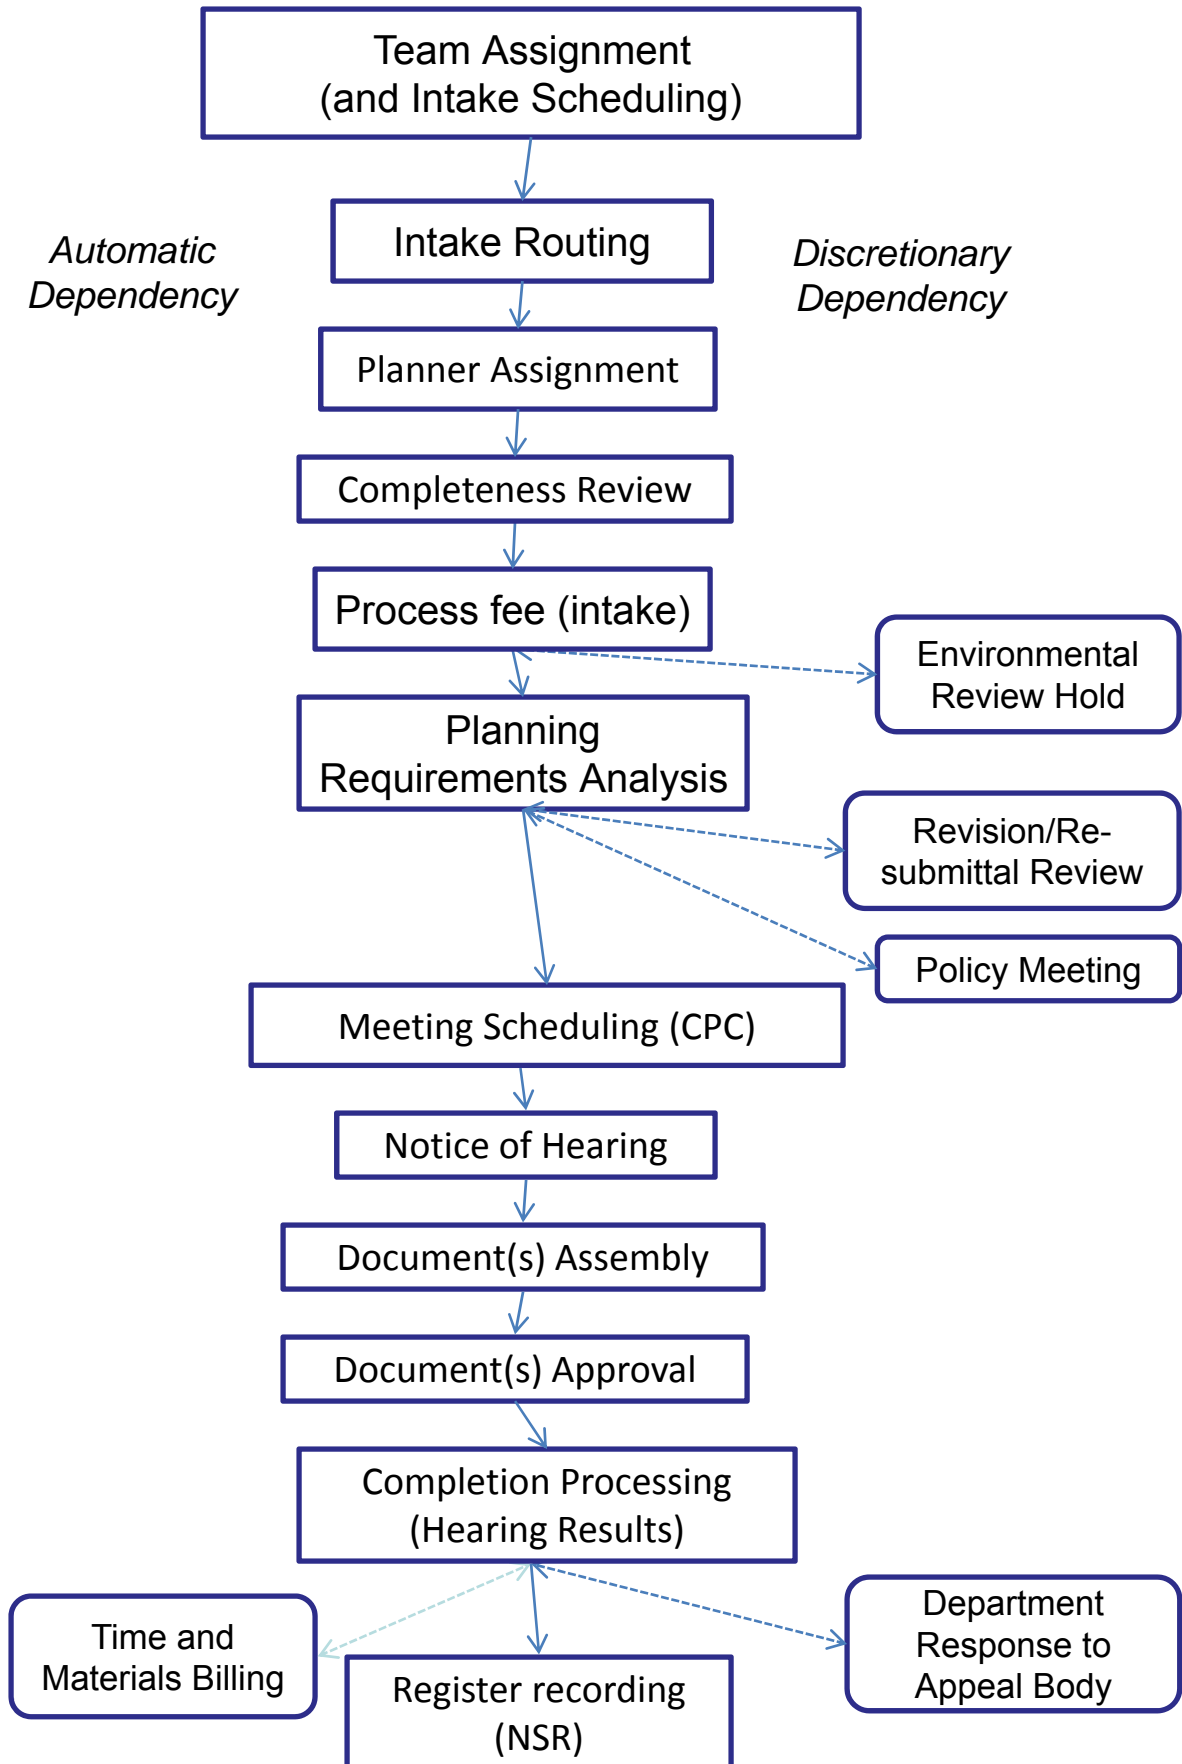 Team Assignment
(and Intake Scheduling)
Automatic
Dependency
Intake Routing
Discretionary
Dependency
Planner Assignment
Completeness Review
Process fee (intake)
Environmental
Review Hold
Planning
Requirements Analysis
Revision/Re-
submittal Review
Policy Meeting
Meeting Scheduling (CPC)
Notice of Hearing
Document(s) Assembly
Document(s) Approval
Completion Processing
(Hearing Results)
Time and
Materials Billing
Register recording
(NSR)
Department
Response to
Appeal Body